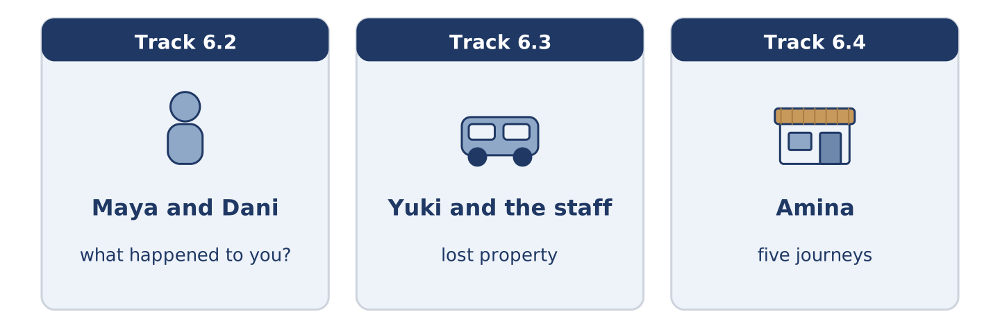 Track 6.2
Maya and Dani
what happened to you?
Track 6.3
Yuki and the staff
lost property
Track 6.4
Amina
five journeys